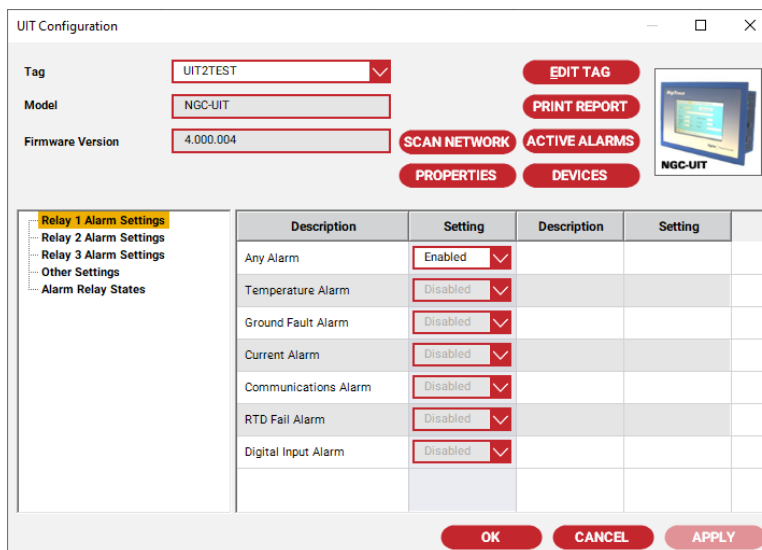 UIT Configuration
Tag
UIT2TEST
EDIT TAG
Model
NGC-UIT
PRINT REPORT
Firmware Version
4.000.004
SCAN NETWORK
ACTIVE ALARMS
NGC-UIT
PROPERTIES
DEVICES
Relay 1 Alarm Settings
Relay 2 Alarm Settings
Relay 3 Alarm Settings
Other Settings
Alarm Relay States
Description Setting Description Setting
Any Alarm Enabled
Temperature Alarm Disabled
Ground Fault Alarm Disabled
Current Alarm Disabled
Communications Alarm Disabled
RTD Fail Alarm Disabled
Digital Input Alarm Disabled
OK CANCEL APPLY